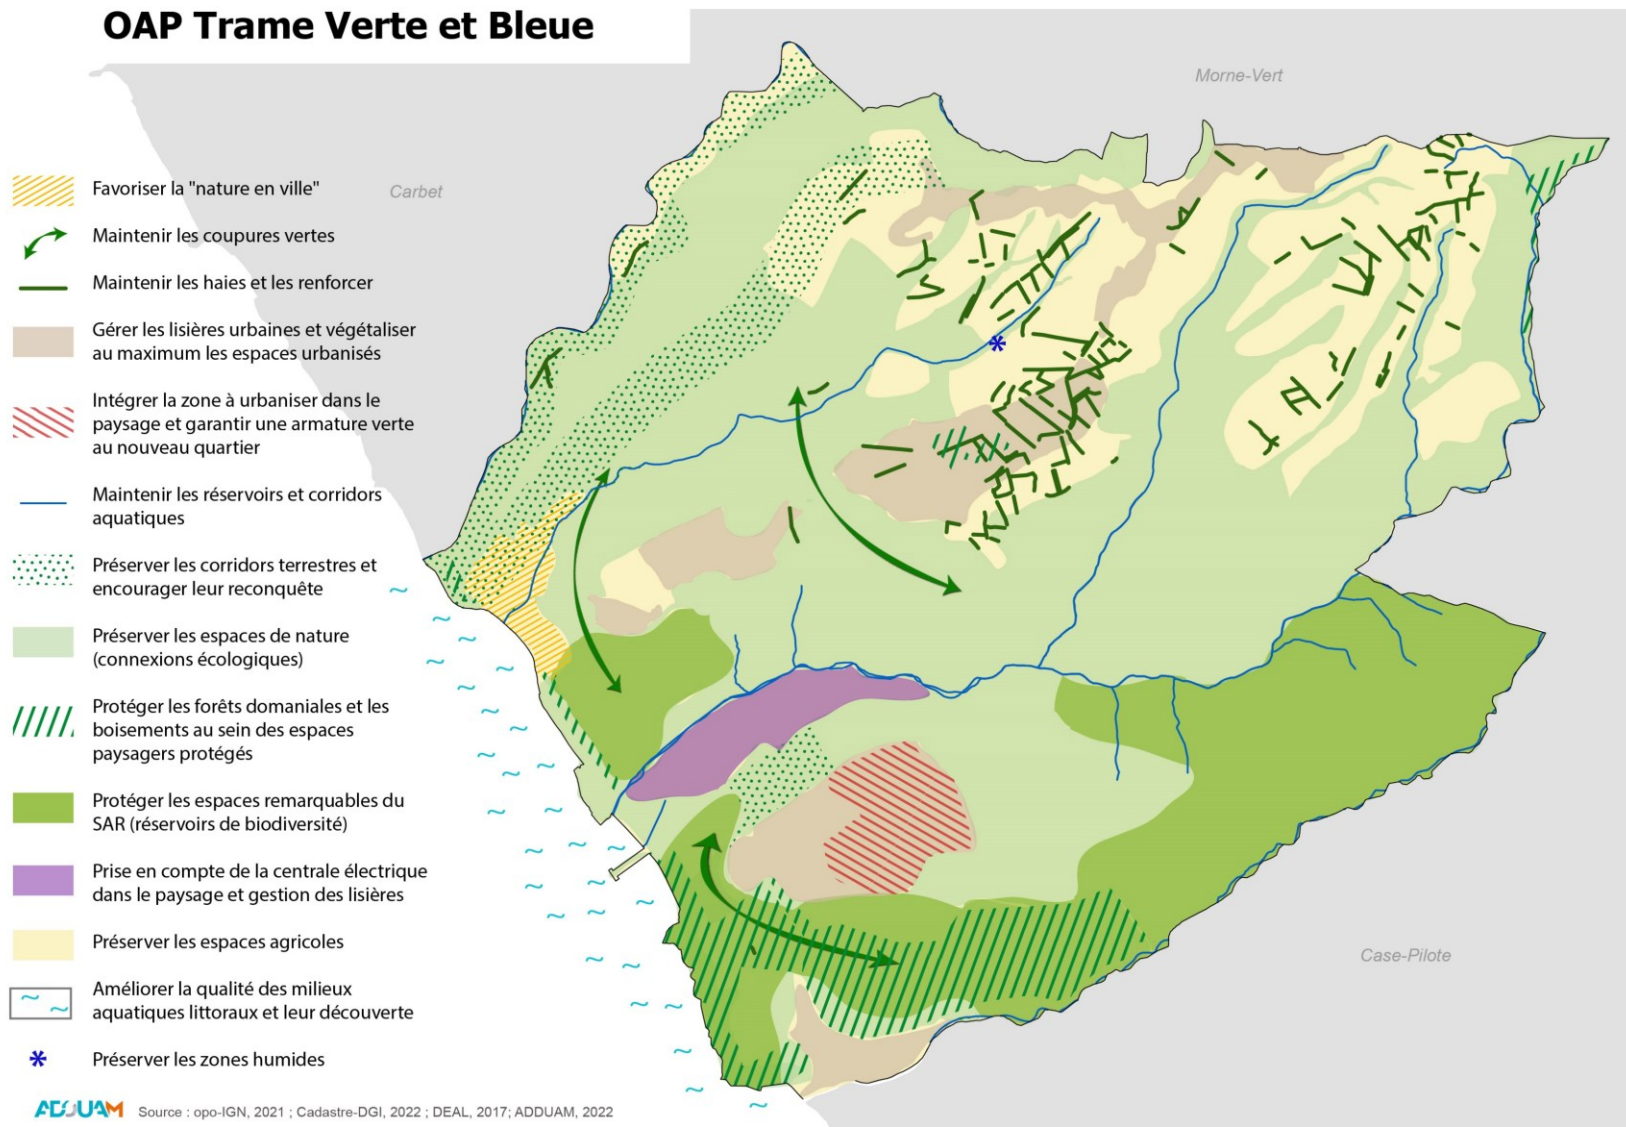 OAP Trame Verte et Bleue
Morne-Vert
Carbet
Favoriser la "nature en ville"
Maintenir les coupures vertes
Maintenir les haies et les renforcer
Gérer les lisières urbaines et végétaliser
au maximum les espaces urbanisés
Intégrer la zone à urbaniser dans le
paysage et garantir une armature verte
au nouveau quartier
Maintenir les réservoirs et corridors
aquatiques
Préserver les corridors terrestres et
encourager leur reconquête
Préserver les espaces de nature
(connexions écologiques)
Protéger les forêts domaniales et les
boisements au sein des espaces
paysagers protégés
Protéger les espaces remarquables du
SAR (réservoirs de biodiversité)
Prise en compte de la centrale électrique
dans le paysage et gestion des lisières
Préserver les espaces agricoles
Case-Pilote
Améliorer la qualité des milieux
aquatiques littoraux et leur découverte
Préserver les zones humides
ADDUAM Source : opo-IGN, 2021 ; Cadastre-DGI, 2022 ; DEAL, 2017; ADDUAM, 2022